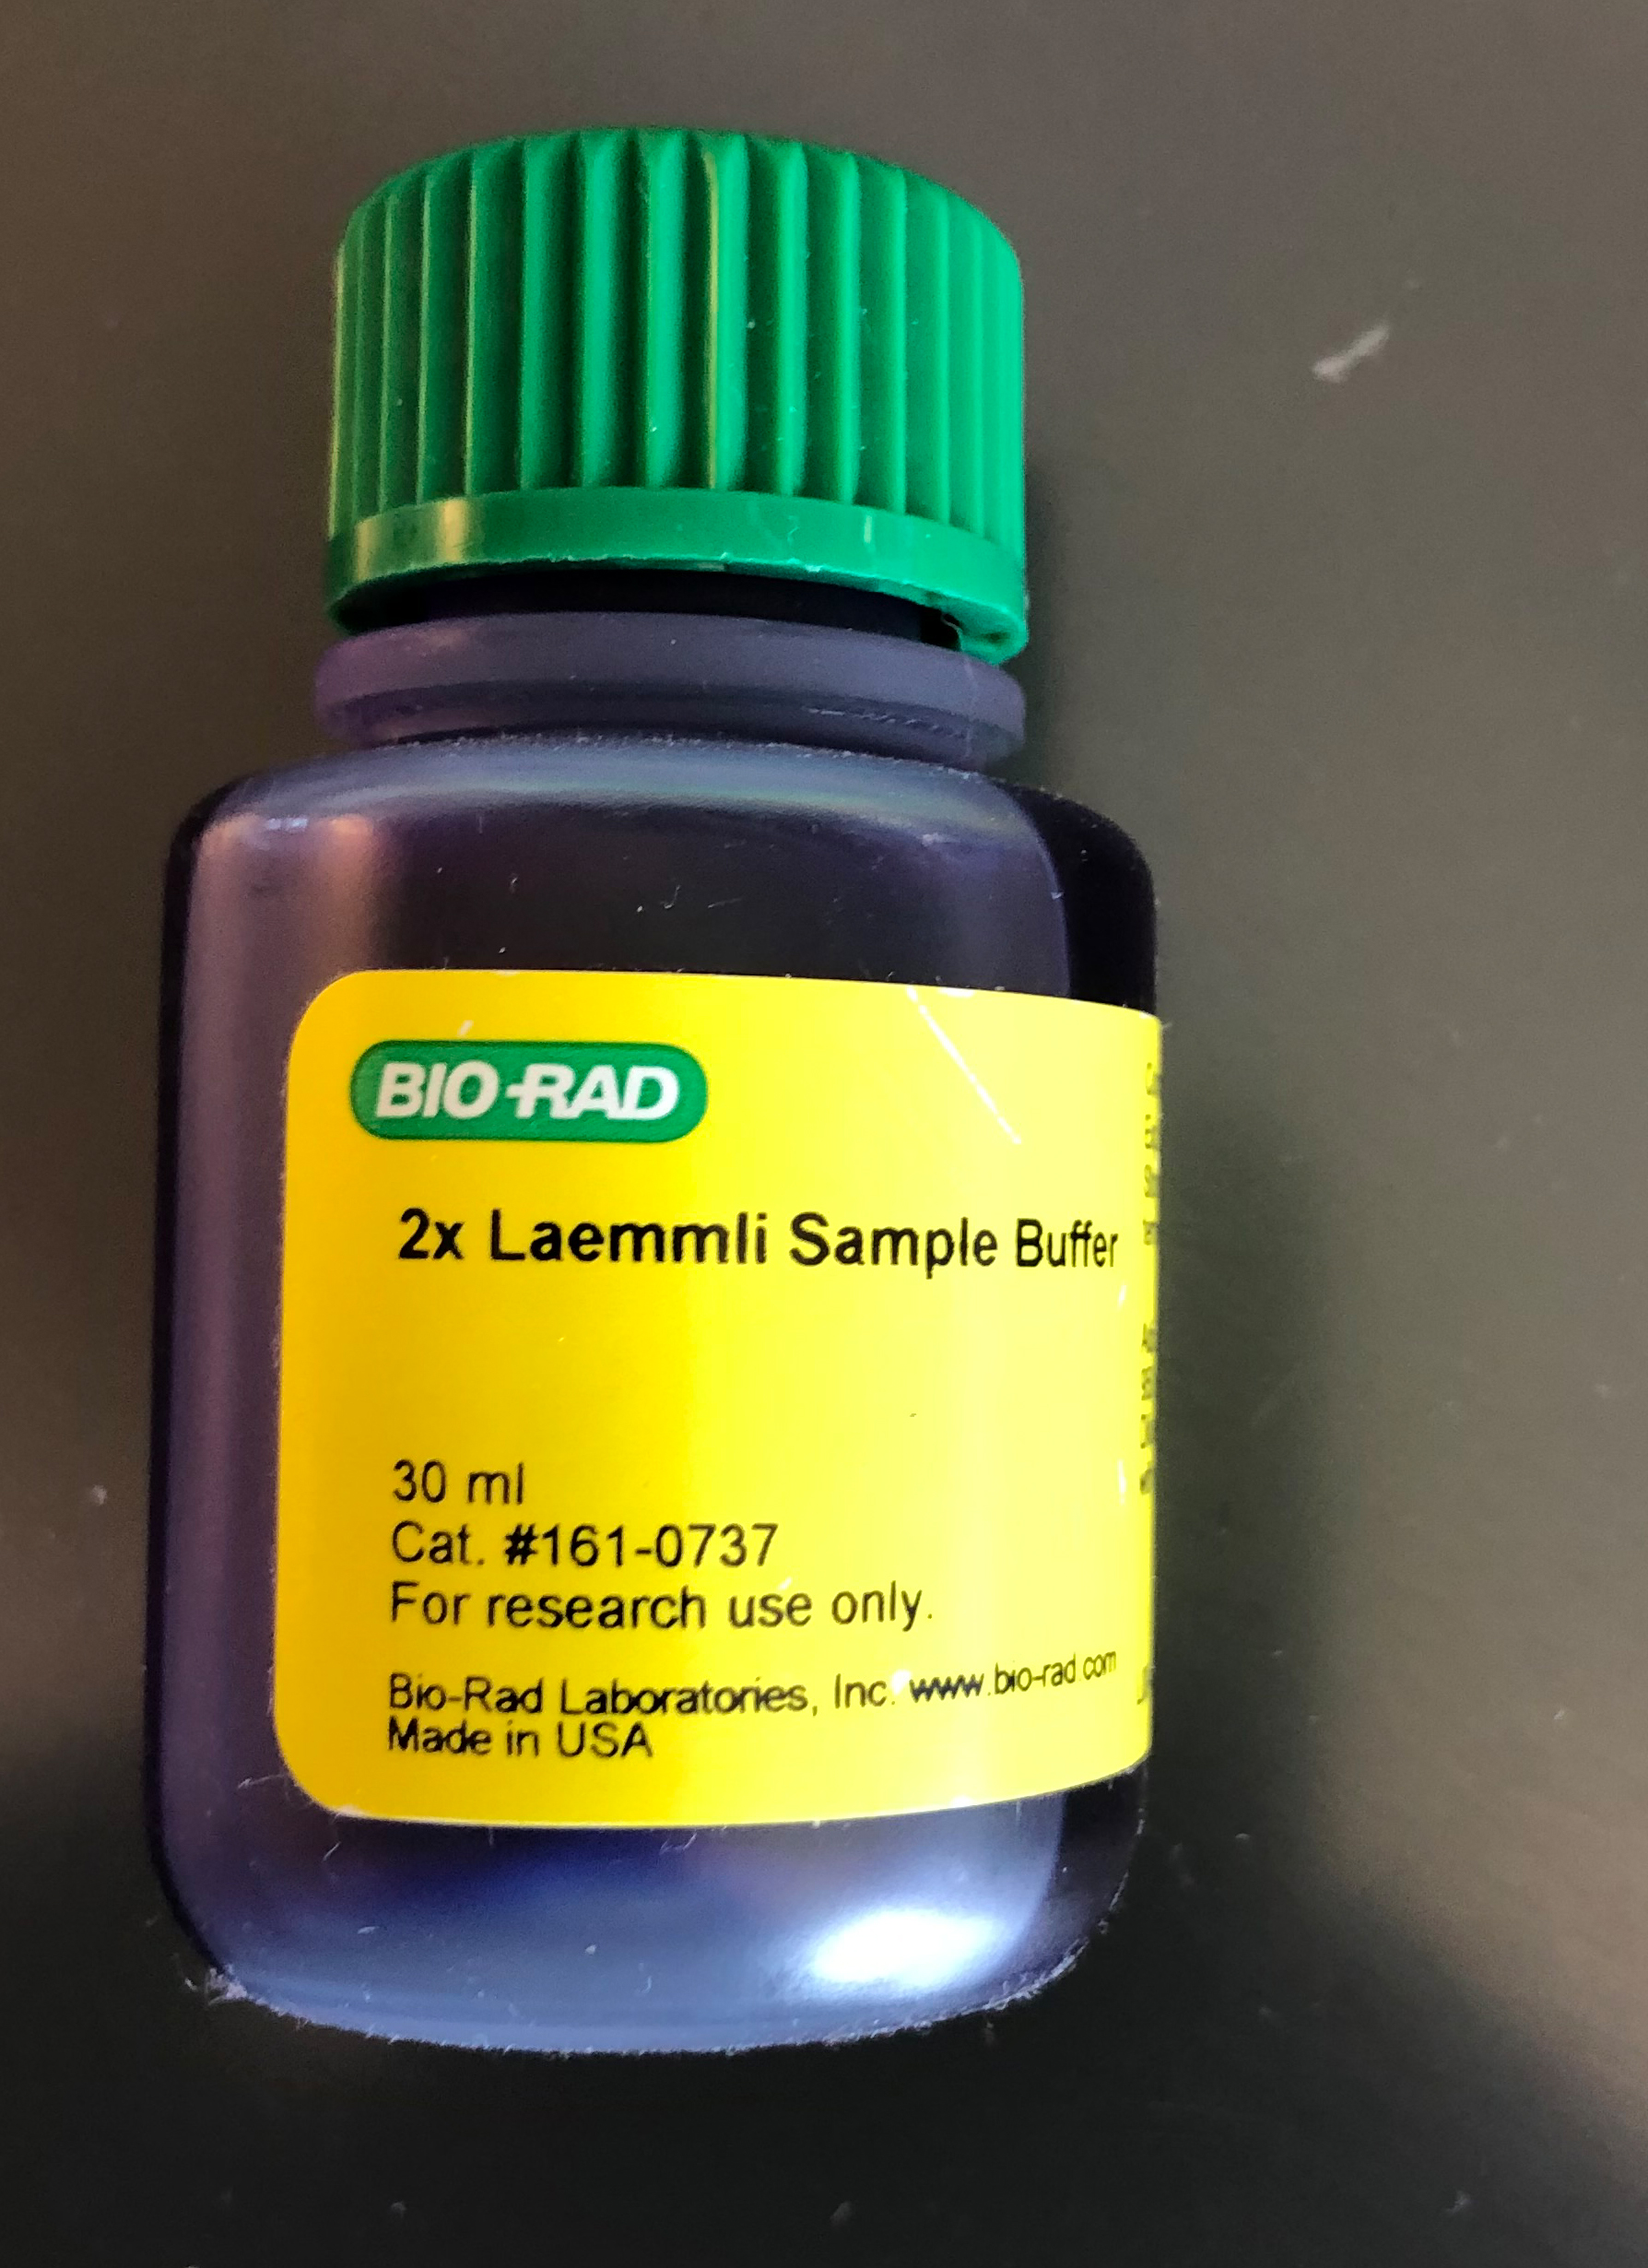 BIO-RAD
2x Laemmli Sample Buffer
30 ml
Cat. #161-0737
For research use only.
Bio-Rad Laboratories, Inc. www.bio-rad.com
Made in USA